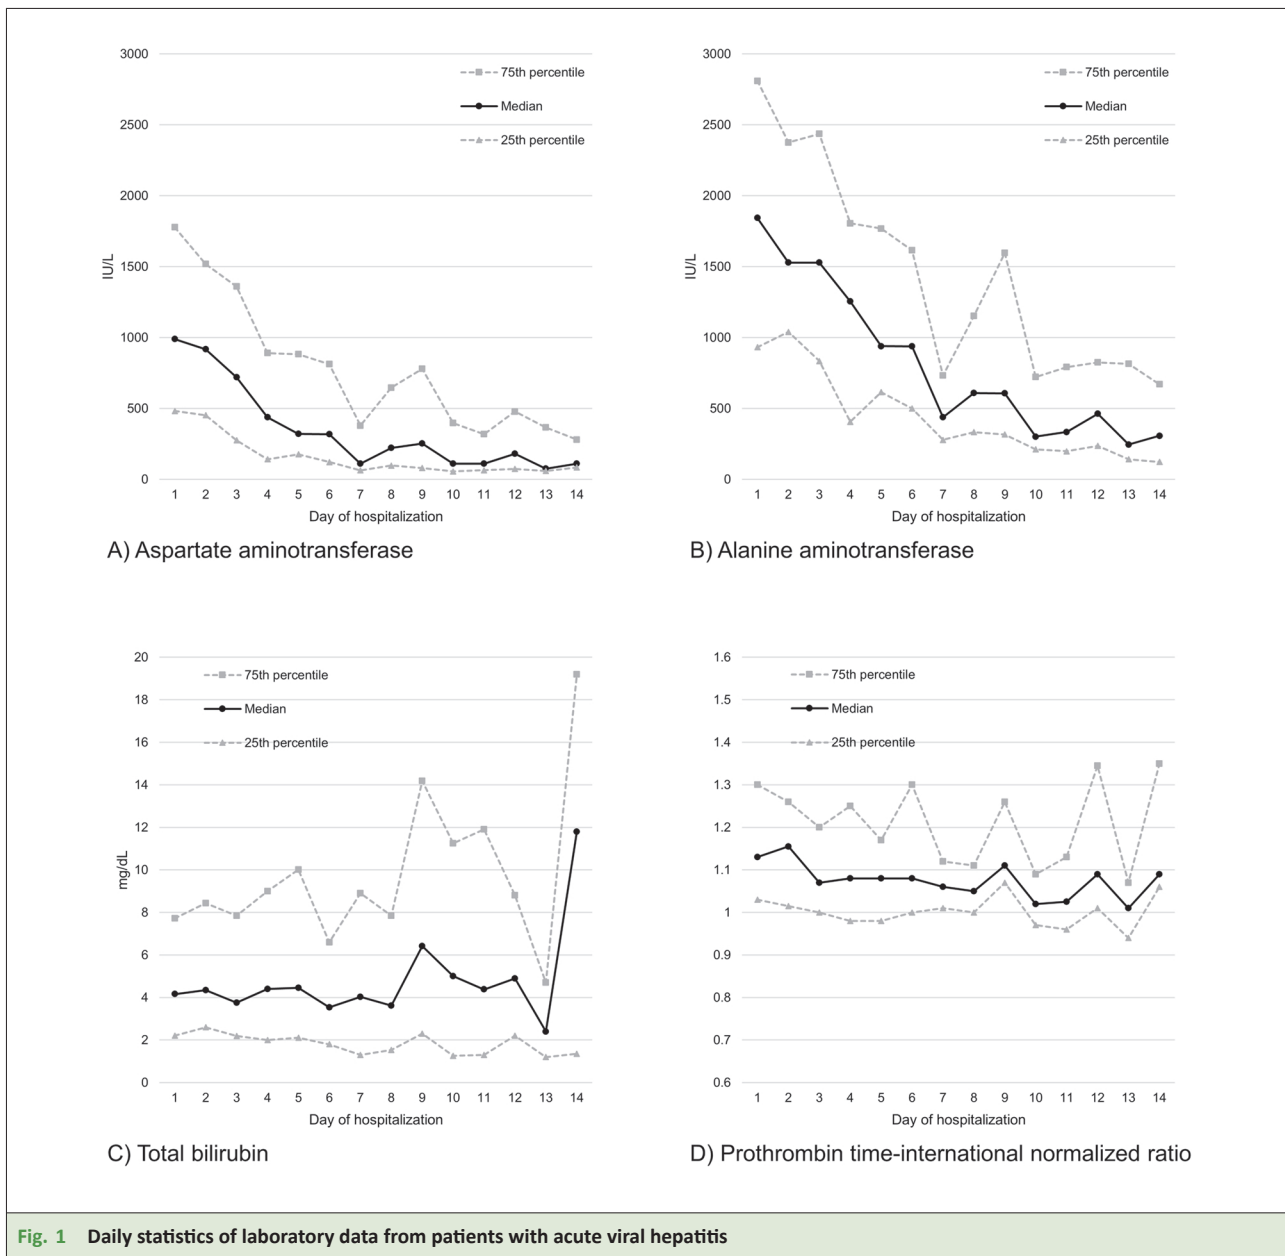 3000
2500
2000
1500
1000
500
0
IU/L
75th percentile
Median
25th percentile
1 2 3 4 5 6 7 8 9 10 11 12 13 14
Day of hospitalization
A) Aspartate aminotransferase
3000
2500
2000
1500
1000
500
0
IU/L
75th percentile
Median
25th percentile
1 2 3 4 5 6 7 8 9 10 11 12 13 14
Day of hospitalization
B) Alanine aminotransferase
20
18
16
14
12
10
8
6
4
2
0
mg/dL
75th percentile
Median
25th percentile
1 2 3 4 5 6 7 8 9 10 11 12 13 14
Day of hospitalization
C) Total bilirubin
1.6
1.5
1.4
1.3
1.2
1.1
1
0.9
0.8
0.7
0.6
75th percentile
Median
25th percentile
1 2 3 4 5 6 7 8 9 10 11 12 13 14
Day of hospitalization
D) Prothrombin time-international normalized ratio
Fig. 1 Daily statistics of laboratory data from patients with acute viral hepatitis